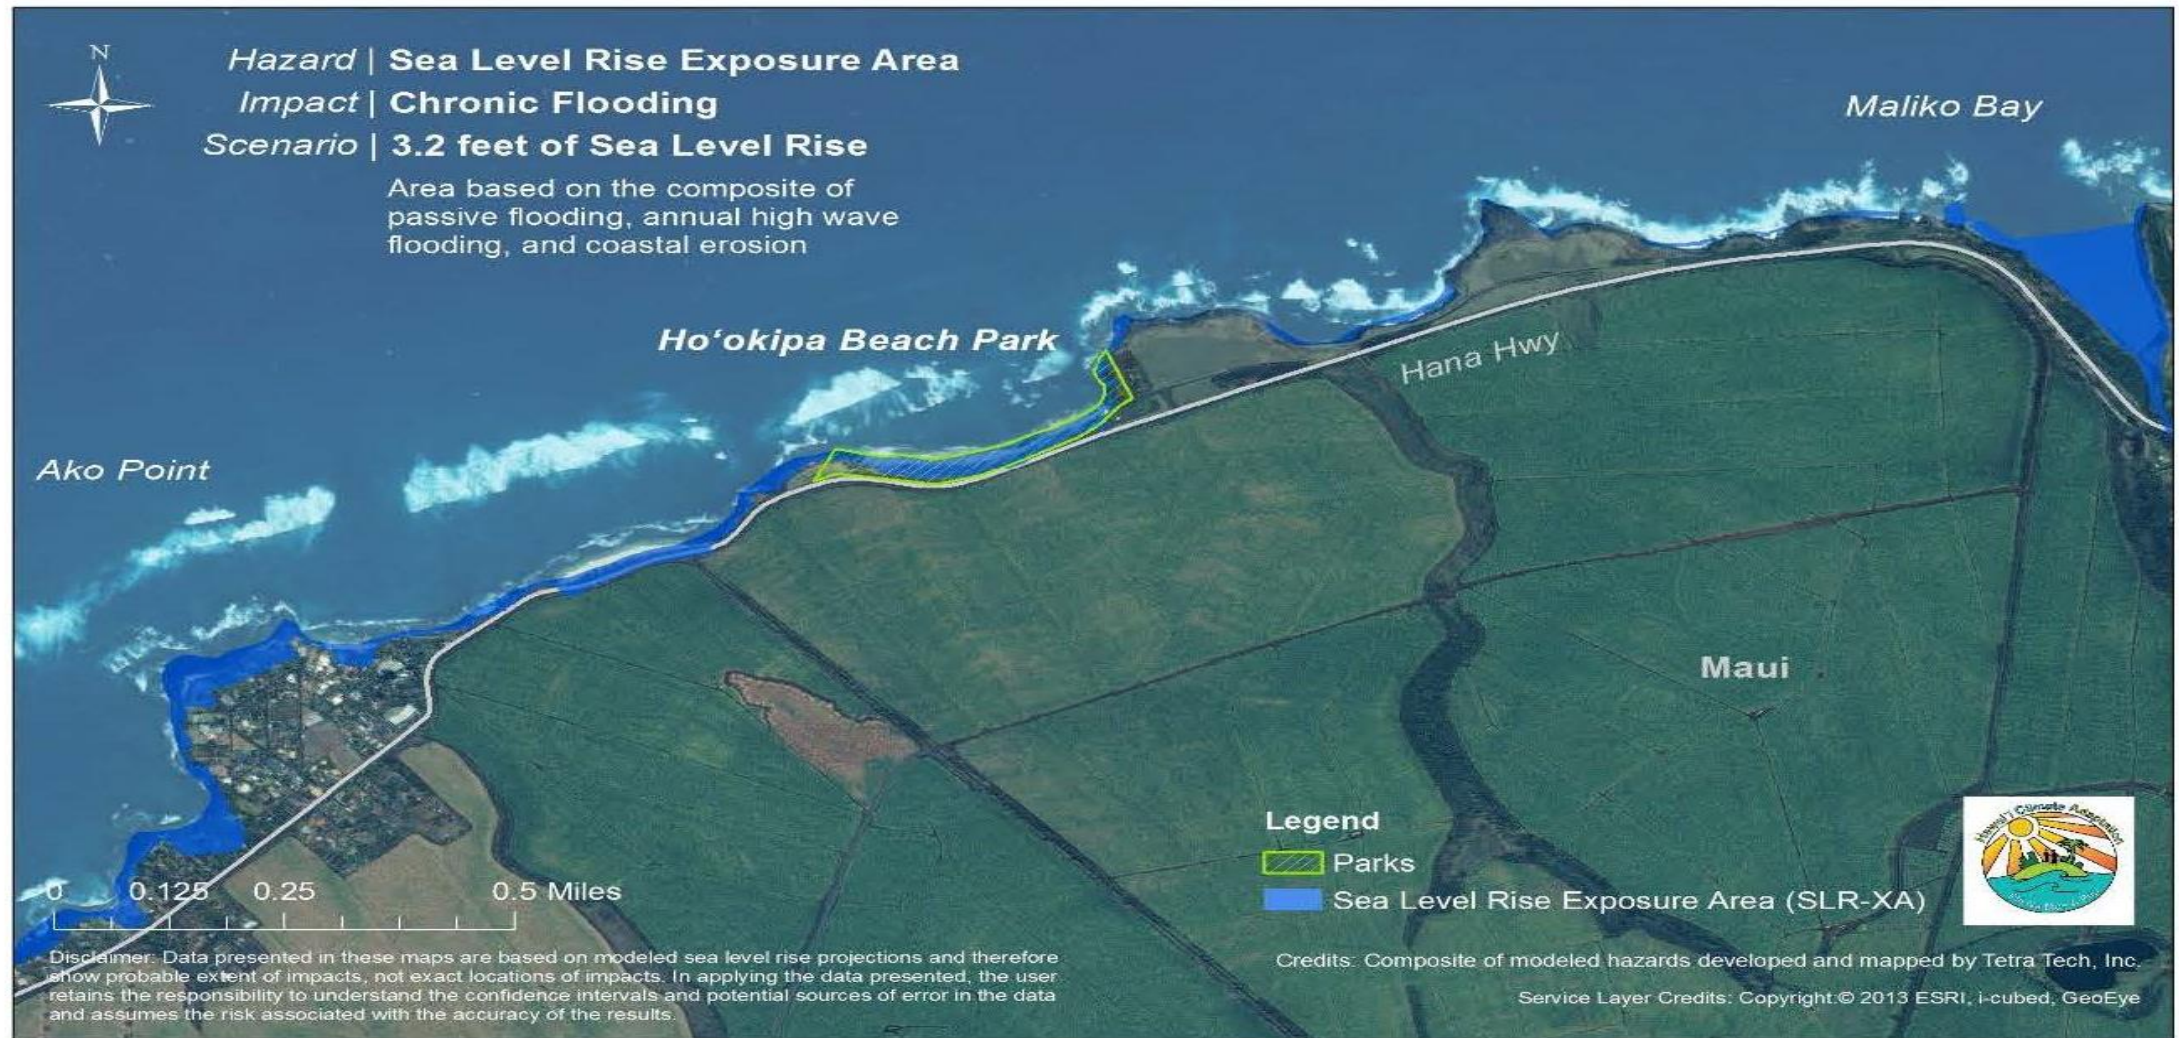 N
Hazard | Sea Level Rise Exposure Area
Impact | Chronic Flooding
Scenario | 3.2 feet of Sea Level Rise
Area based on the composite of
passive flooding, annual high wave
flooding, and coastal erosion
Maliko Bay
Hoʻokipa Beach Park
Hana Hwy
Ako Point
Maui
Legend
Parks
Sea Level Rise Exposure Area (SLR-XA)
Hawaiʻi Climate Adaptation
0 0.125 0.25 0.5 Miles
Disclaimer: Data presented in these maps are based on modeled sea level rise projections and therefore
show probable extent of impacts, not exact locations of impacts. In applying the data presented, the user
retains the responsibility to understand the confidence intervals and potential sources of error in the data
and assumes the risk associated with the accuracy of the results.
Credits: Composite of modeled hazards developed and mapped by Tetra Tech, Inc.
Service Layer Credits: Copyright:© 2013 ESRI, i-cubed, GeoEye